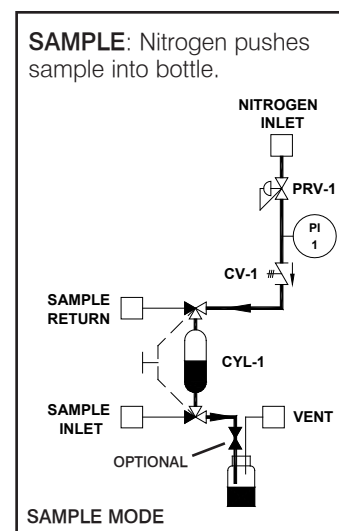 SAMPLE: Nitrogen pushes
sample into bottle.
NITROGEN
INLET
PRV-1
PI
1
CV-1
SAMPLE
RETURN
CYL-1
SAMPLE
INLET
VENT
OPTIONAL
SAMPLE MODE